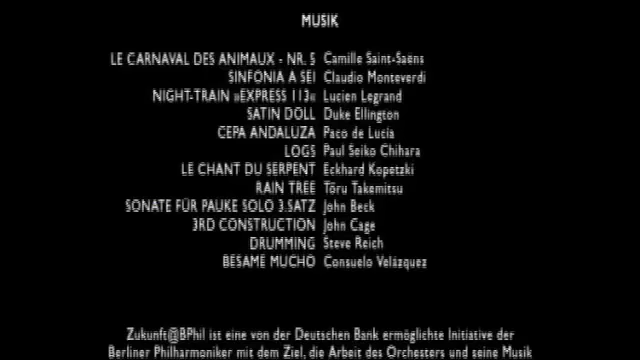 MUSIK
LE CARNAVAL DES ANIMAUX - NR. 5 Camille Saint-Saëns
SINFONIA A SEI Claudio Monteverdi
NIGHT-TRAIN »EXPRESS 113« Lucien Legrand
SATIN DOLL Duke Ellington
CEPA ANDALUZA Paco de Lucia
LOGS Paul Seiko Chihara
LE CHANT DU SERPENT Eckhard Kopetzki
RAIN TREE Tōru Takemitsu
SONATE FÜR PAUKE SOLO 3.SATZ John Beck
3RD CONSTRUCTION John Cage
DRUMMING Steve Reich
BÉSAME MUCHO Consuelo Velázquez
Zukunft@BPhil ist eine von der Deutschen Bank ermöglichte Initiative der
Berliner Philharmoniker mit dem Ziel, die Arbeit des Orchesters und seine Musik